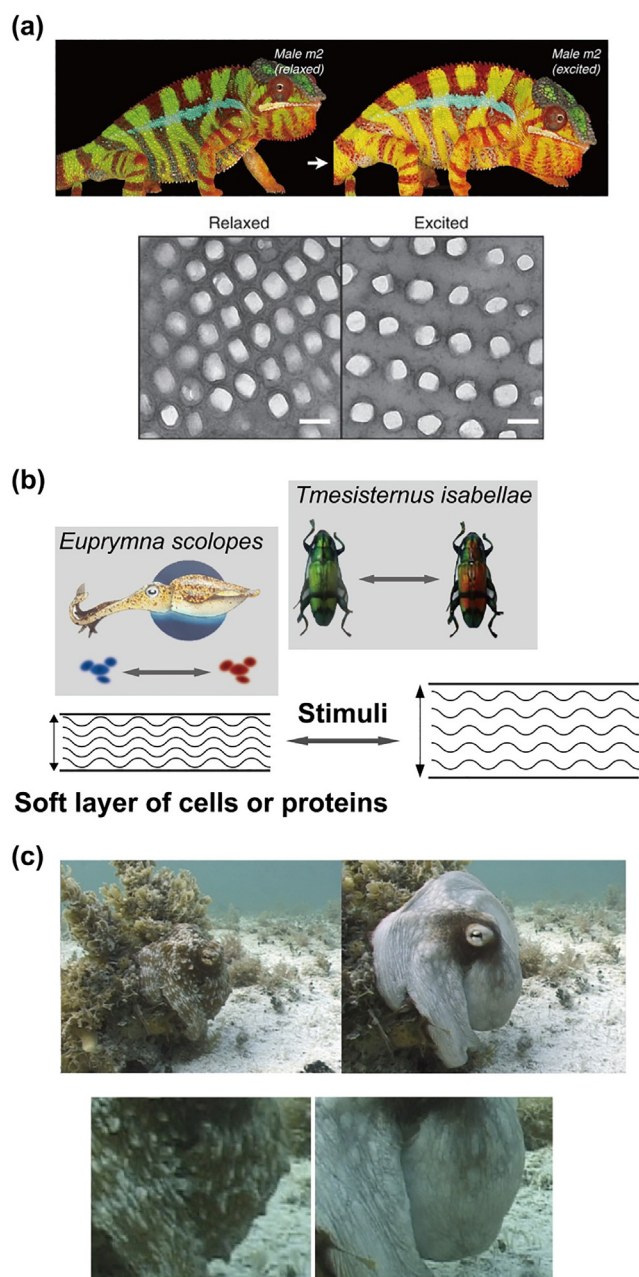 (a)
Male m2
(relaxed)
Male m2
(excited)
Relaxed
Excited
(b)
Euprymna scolopes
Tmesisternus isabellae
Stimuli
Soft layer of cells or proteins
(c)